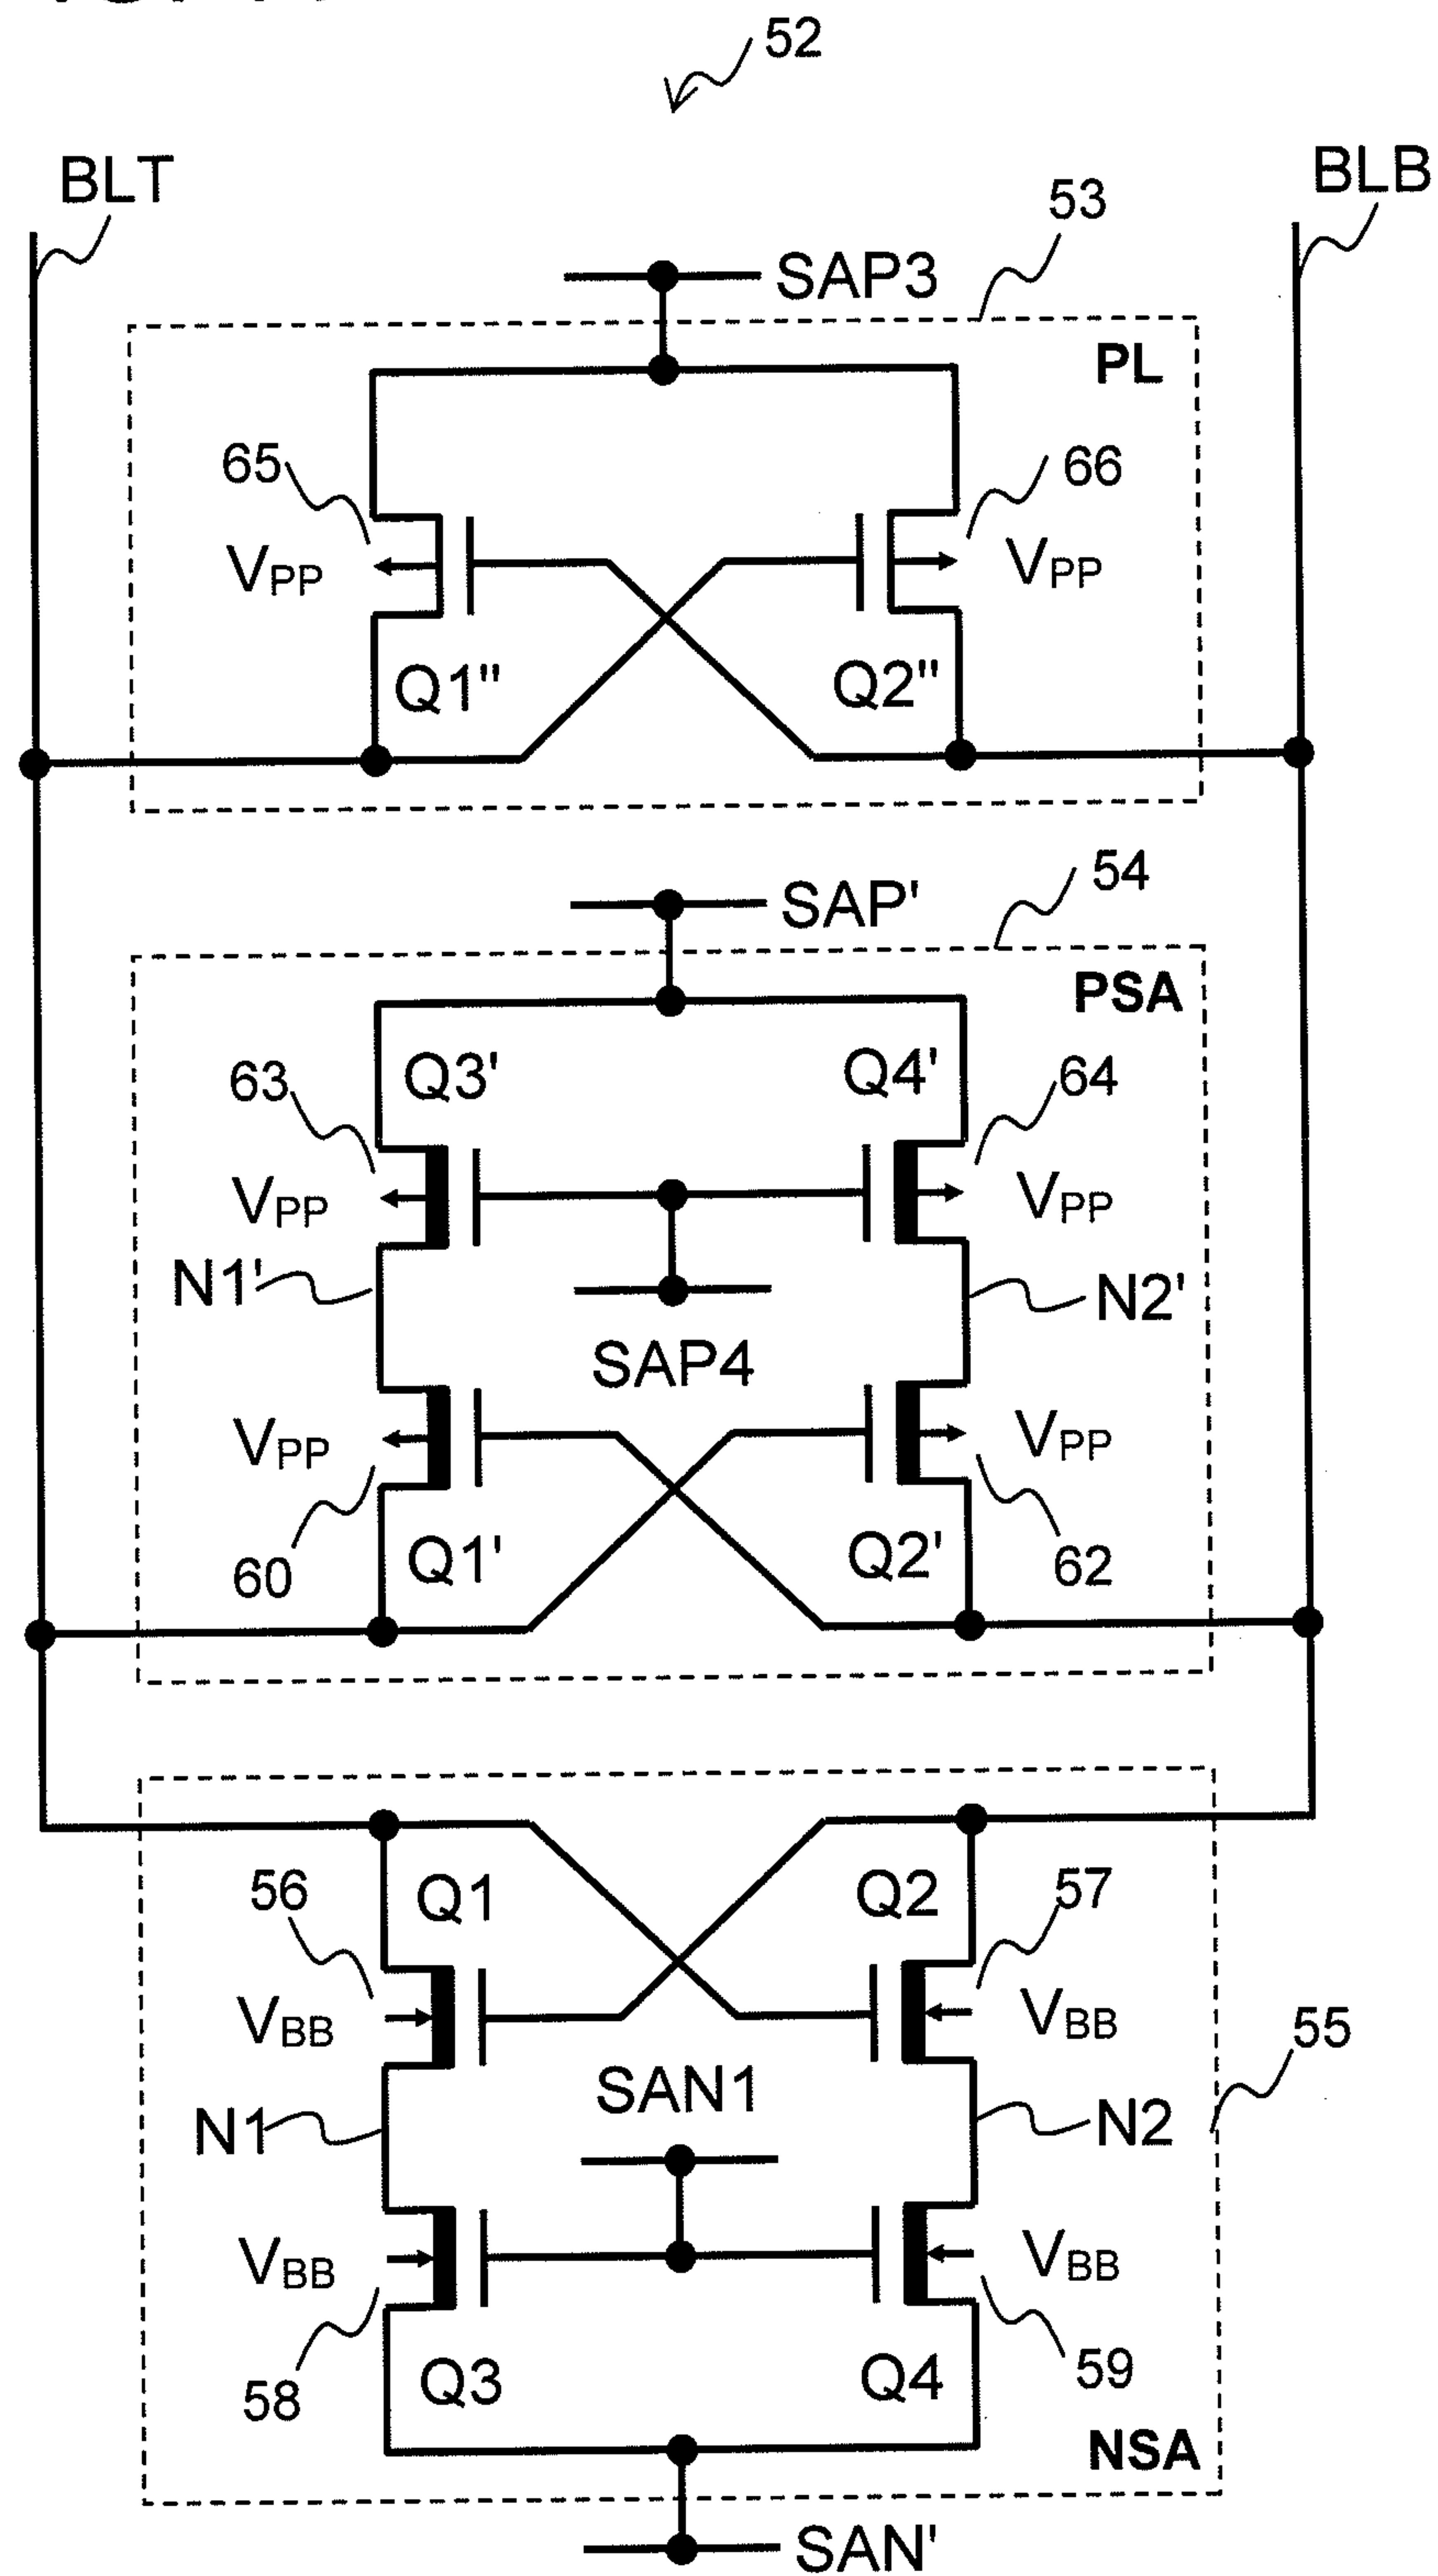 52
BLT
BLB
53
SAP3
PL
65
66
VPP
VPP
Q1"
Q2"
54
SAP'
PSA
63
Q3'
Q4'
64
VPP
VPP
N1'
N2'
SAP4
VPP
VPP
60
Q1'
Q2'
62
56
Q1
Q2
57
VBB
VBB
55
SAN1
N1
N2
VBB
VBB
58
Q3
Q4
59
NSA
SAN'